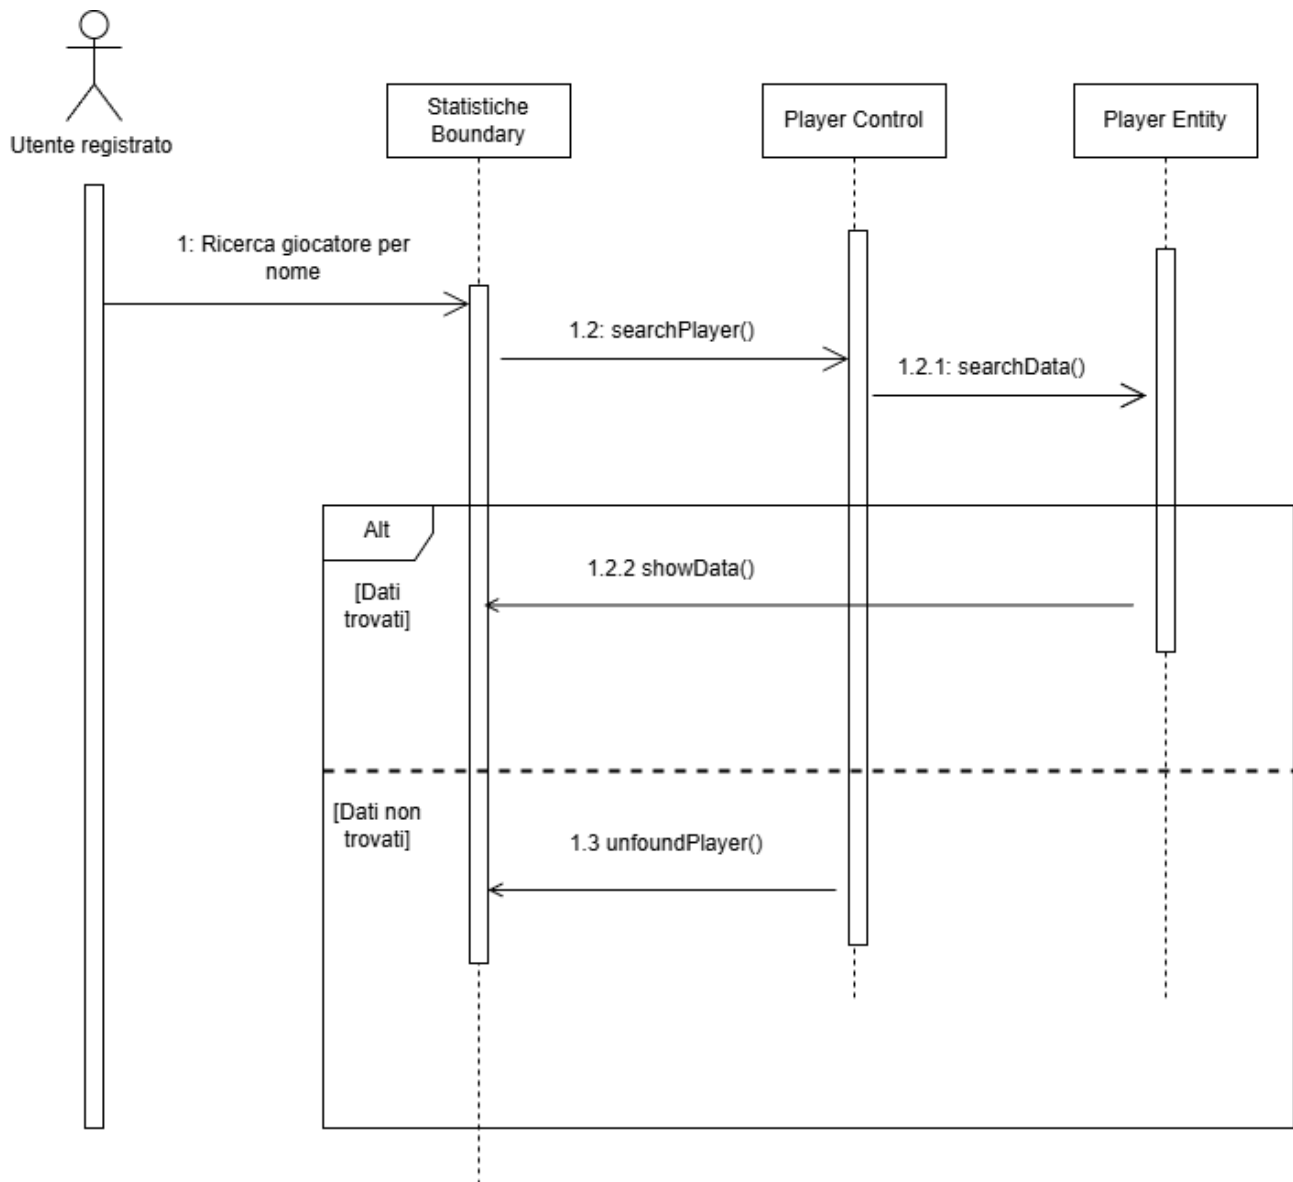 Utente registrato
Statistiche
Boundary
Player Control
Player Entity
1: Ricerca giocatore per
nome
1.2: searchPlayer()
1.2.1: searchData()
Alt
[Dati
trovati]
1.2.2 showData()
[Dati non
trovati]
1.3 unfoundPlayer()